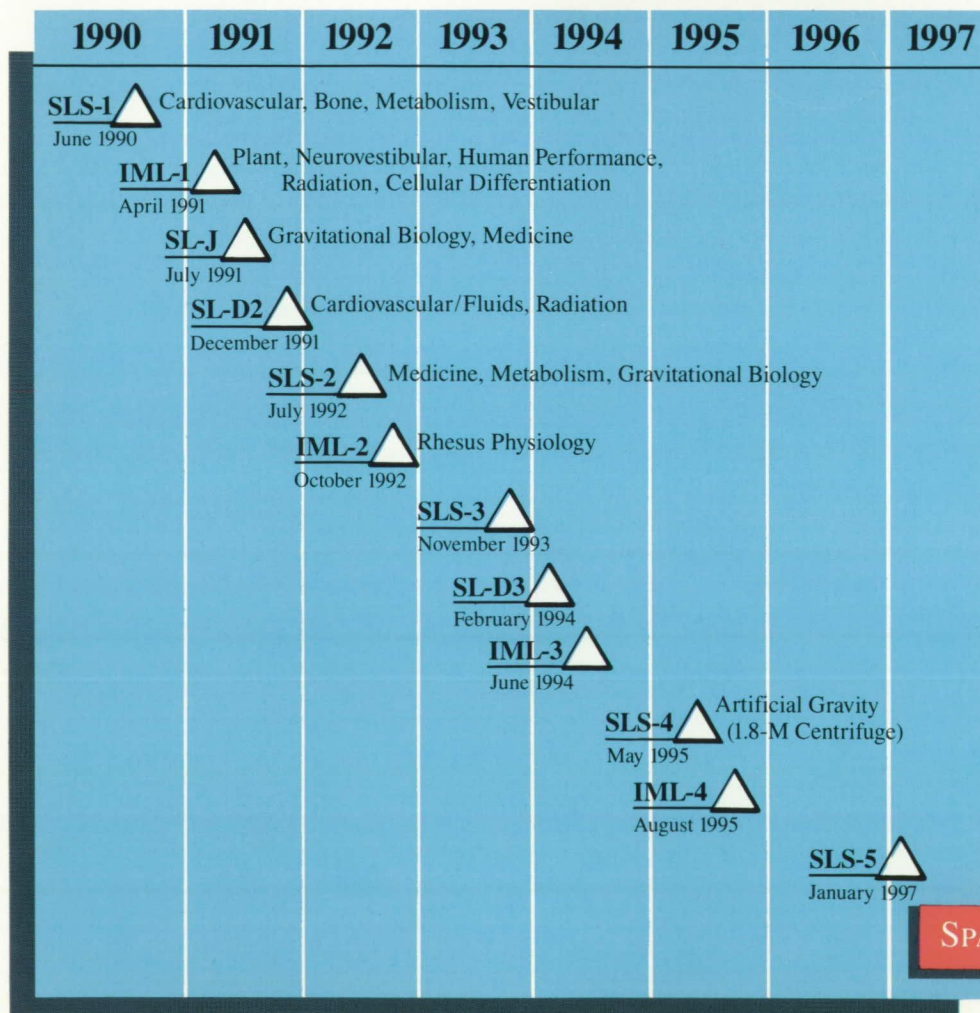 1990 1991 1992 1993 1994 1995 1996 1997
SLS-1 Cardiovascular, Bone, Metabolism, Vestibular
June 1990
IML-1 Plant, Neurovestibular, Human Performance,
Radiation, Cellular Differentiation
April 1991
SL-J Gravitational Biology, Medicine
July 1991
SL-D2 Cardiovascular/Fluids, Radiation
December 1991
SLS-2 Medicine, Metabolism, Gravitational Biology
July 1992
IML-2 Rhesus Physiology
October 1992
SLS-3
November 1993
SL-D3
February 1994
IML-3
June 1994
Artificial Gravity
SLS-4 (1.8-M Centrifuge)
May 1995
IML-4
August 1995
SLS-5
January 1997